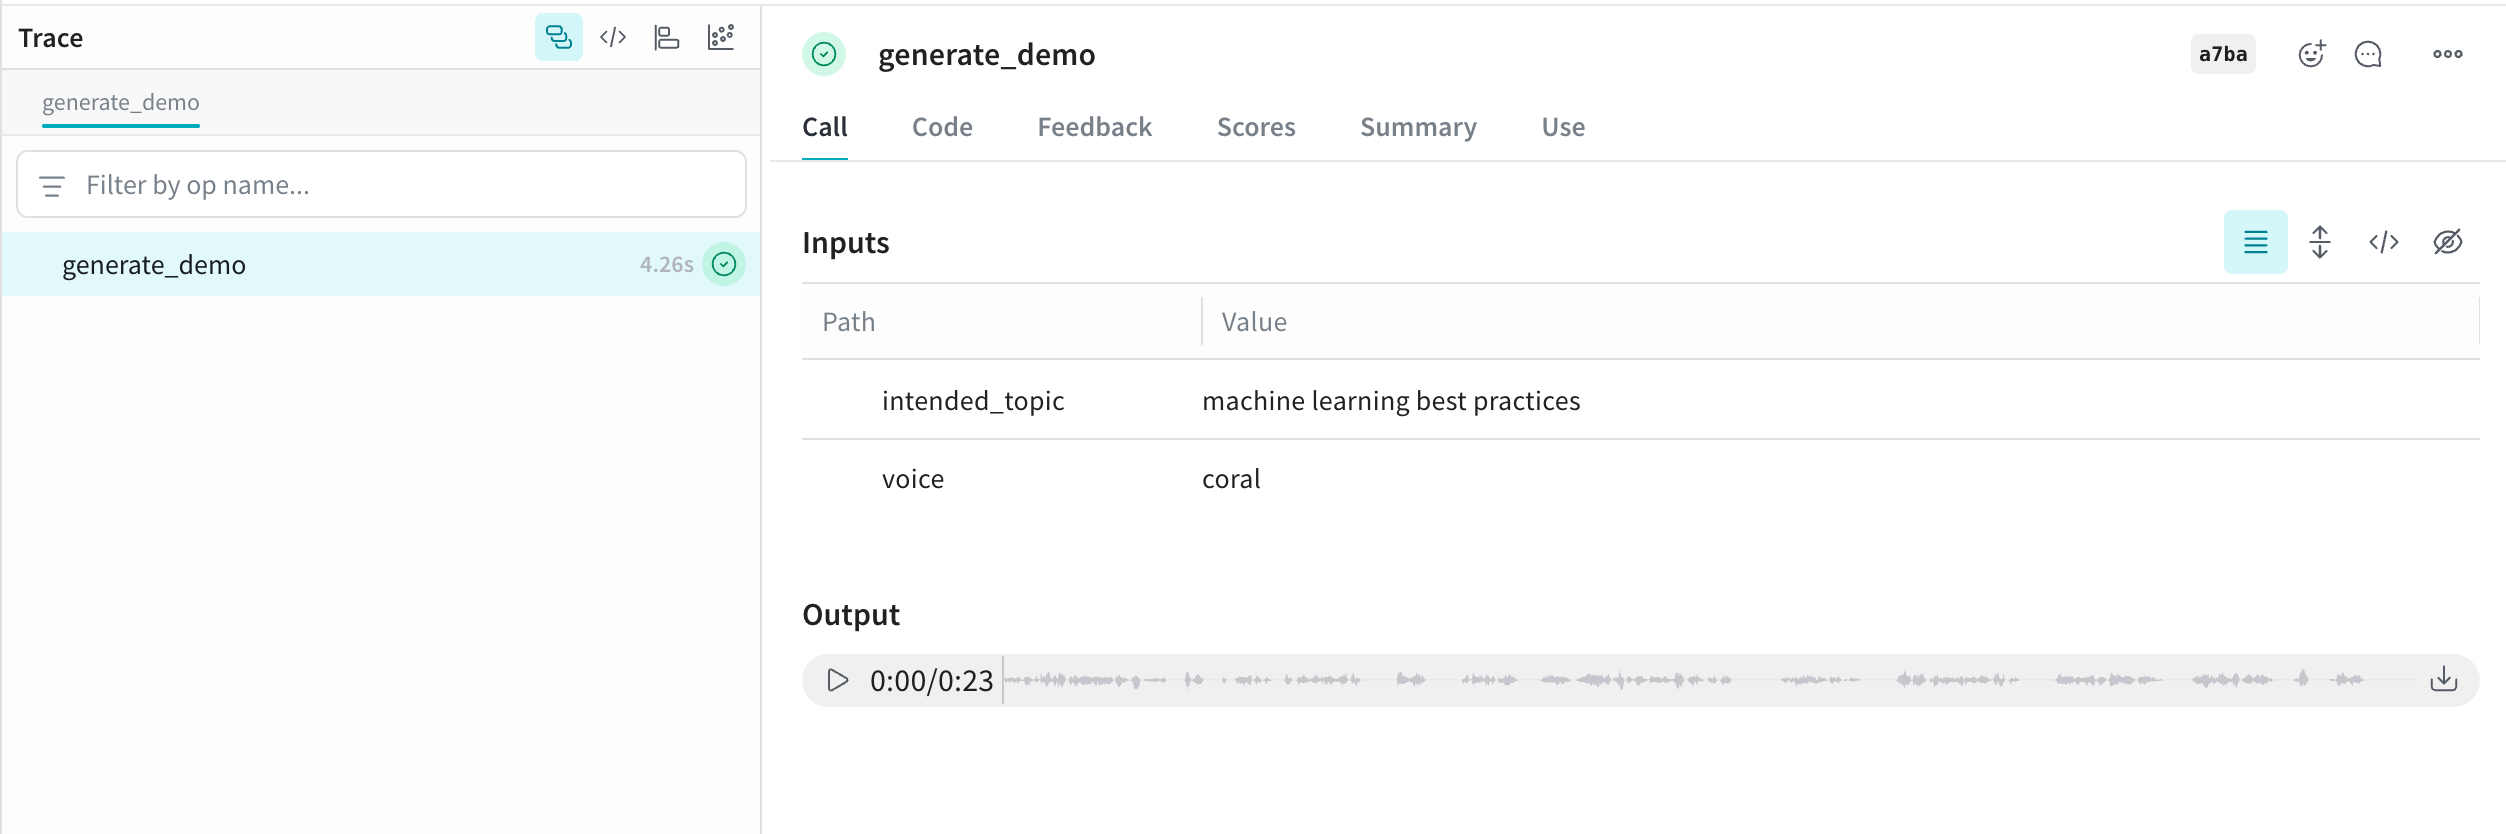 Trace
generate_demo
Filter by op name...
generate_demo 4.26s
generate_demo
a7ba
Call Code Feedback Scores Summary Use
Inputs
Path Value
intended_topic machine learning best practices
voice coral
Output
0:00/0:23